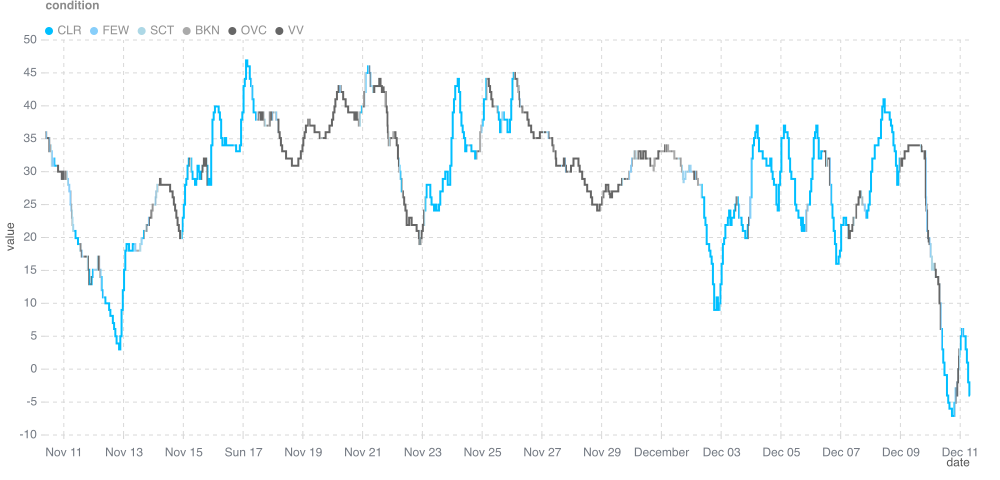 condition
CLR FEW SCT BKN OVC VV
50
45
40
35
30
25
20
15
10
5
0
-5
-10
value
Nov 11 Nov 13 Nov 15 Sun 17 Nov 19 Nov 21 Nov 23 Nov 25 Nov 27 Nov 29 December Dec 03 Dec 05 Dec 07 Dec 09 Dec 11
date